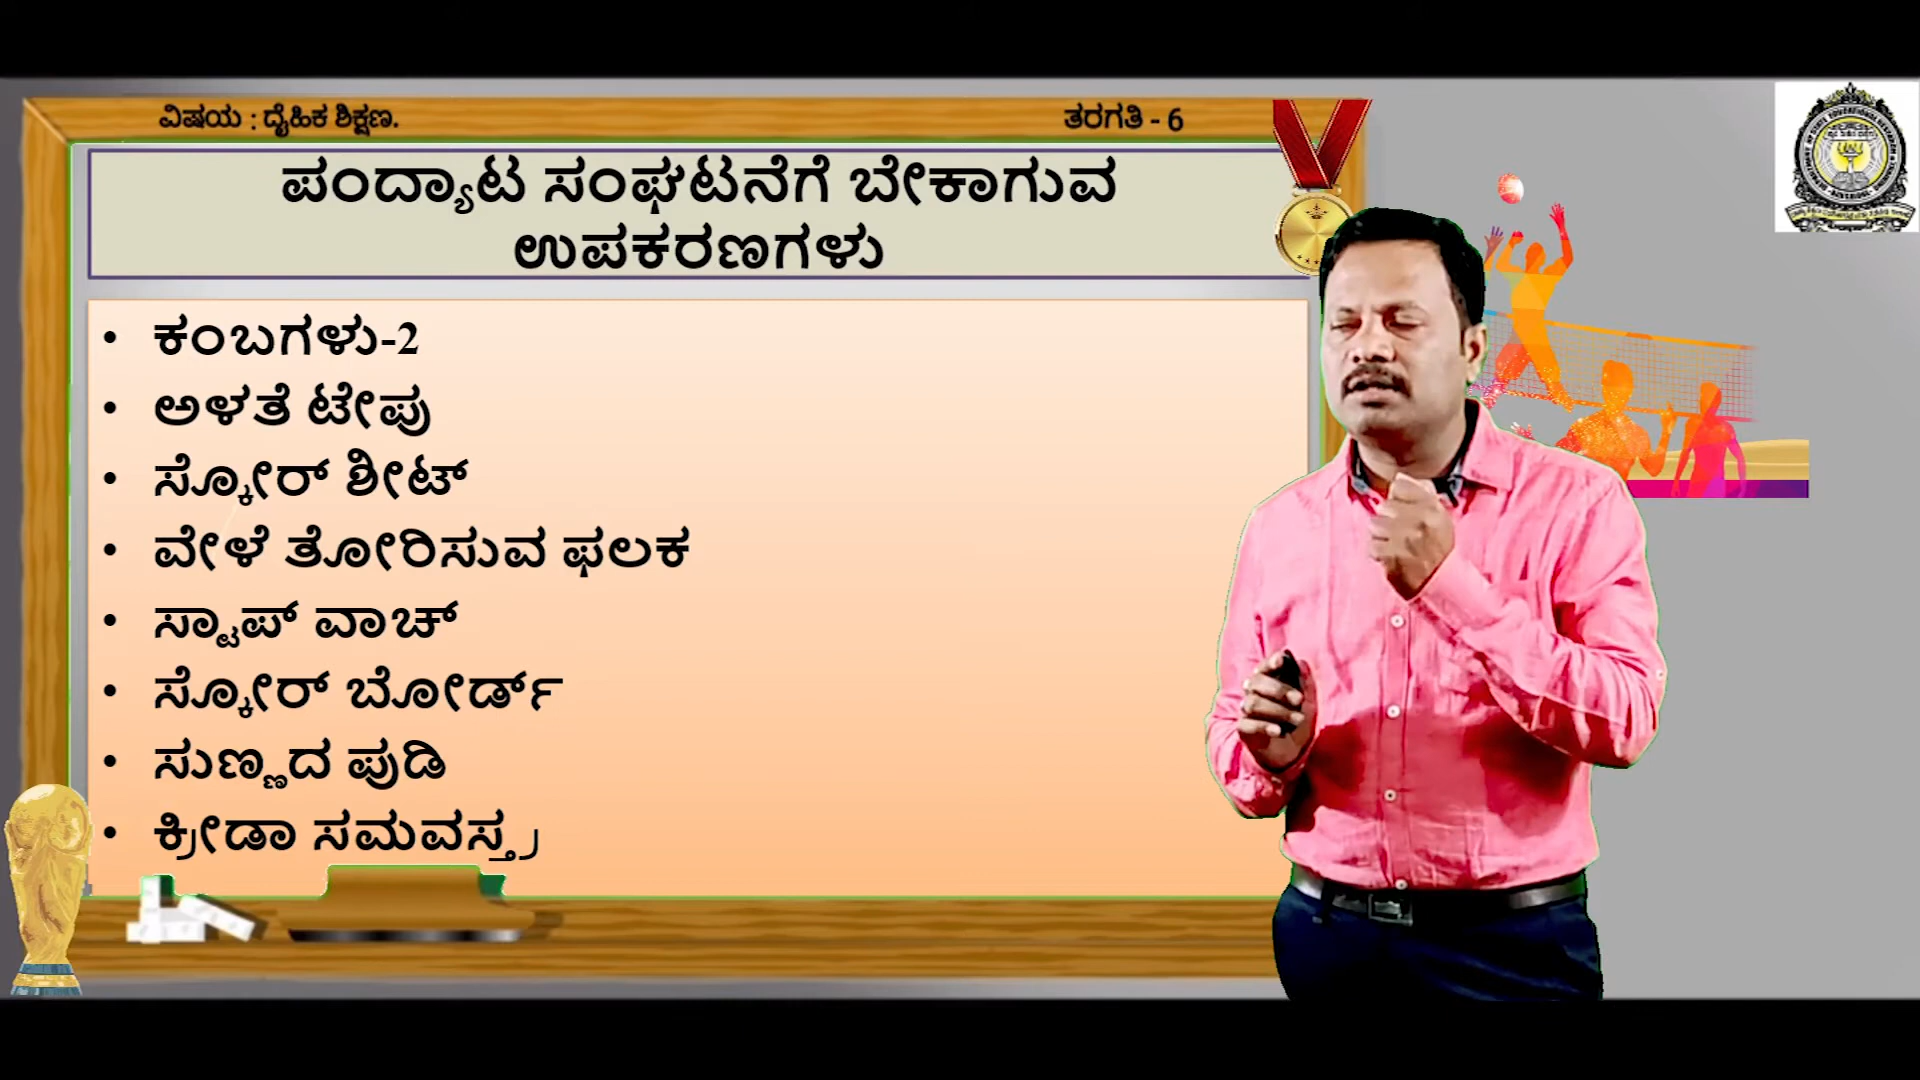 ವಿಷಯ : ದೈಹಿಕ ಶಿಕ್ಷಣ.
ತರಗತಿ - 6
ಪಂದ್ಯಾಟ ಸಂಘಟನೆಗೆ ಬೇಕಾಗುವ
ಉಪಕರಣಗಳು
• ಕಂಬಗಳು-2
• ಅಳತೆ ಟೇಪು
• ಸ್ಕೋರ್ ಶೀಟ್
• ವೇಳೆ ತೋರಿಸುವ ಫಲಕ
• ಸ್ಟಾಪ್ ವಾಚ್
• ಸ್ಕೋರ್ ಬೋರ್ಡ್
• ಸುಣ್ಣದ ಪುಡಿ
• ಕ್ರೀಡಾ ಸಮವಸ್ತ್ರ